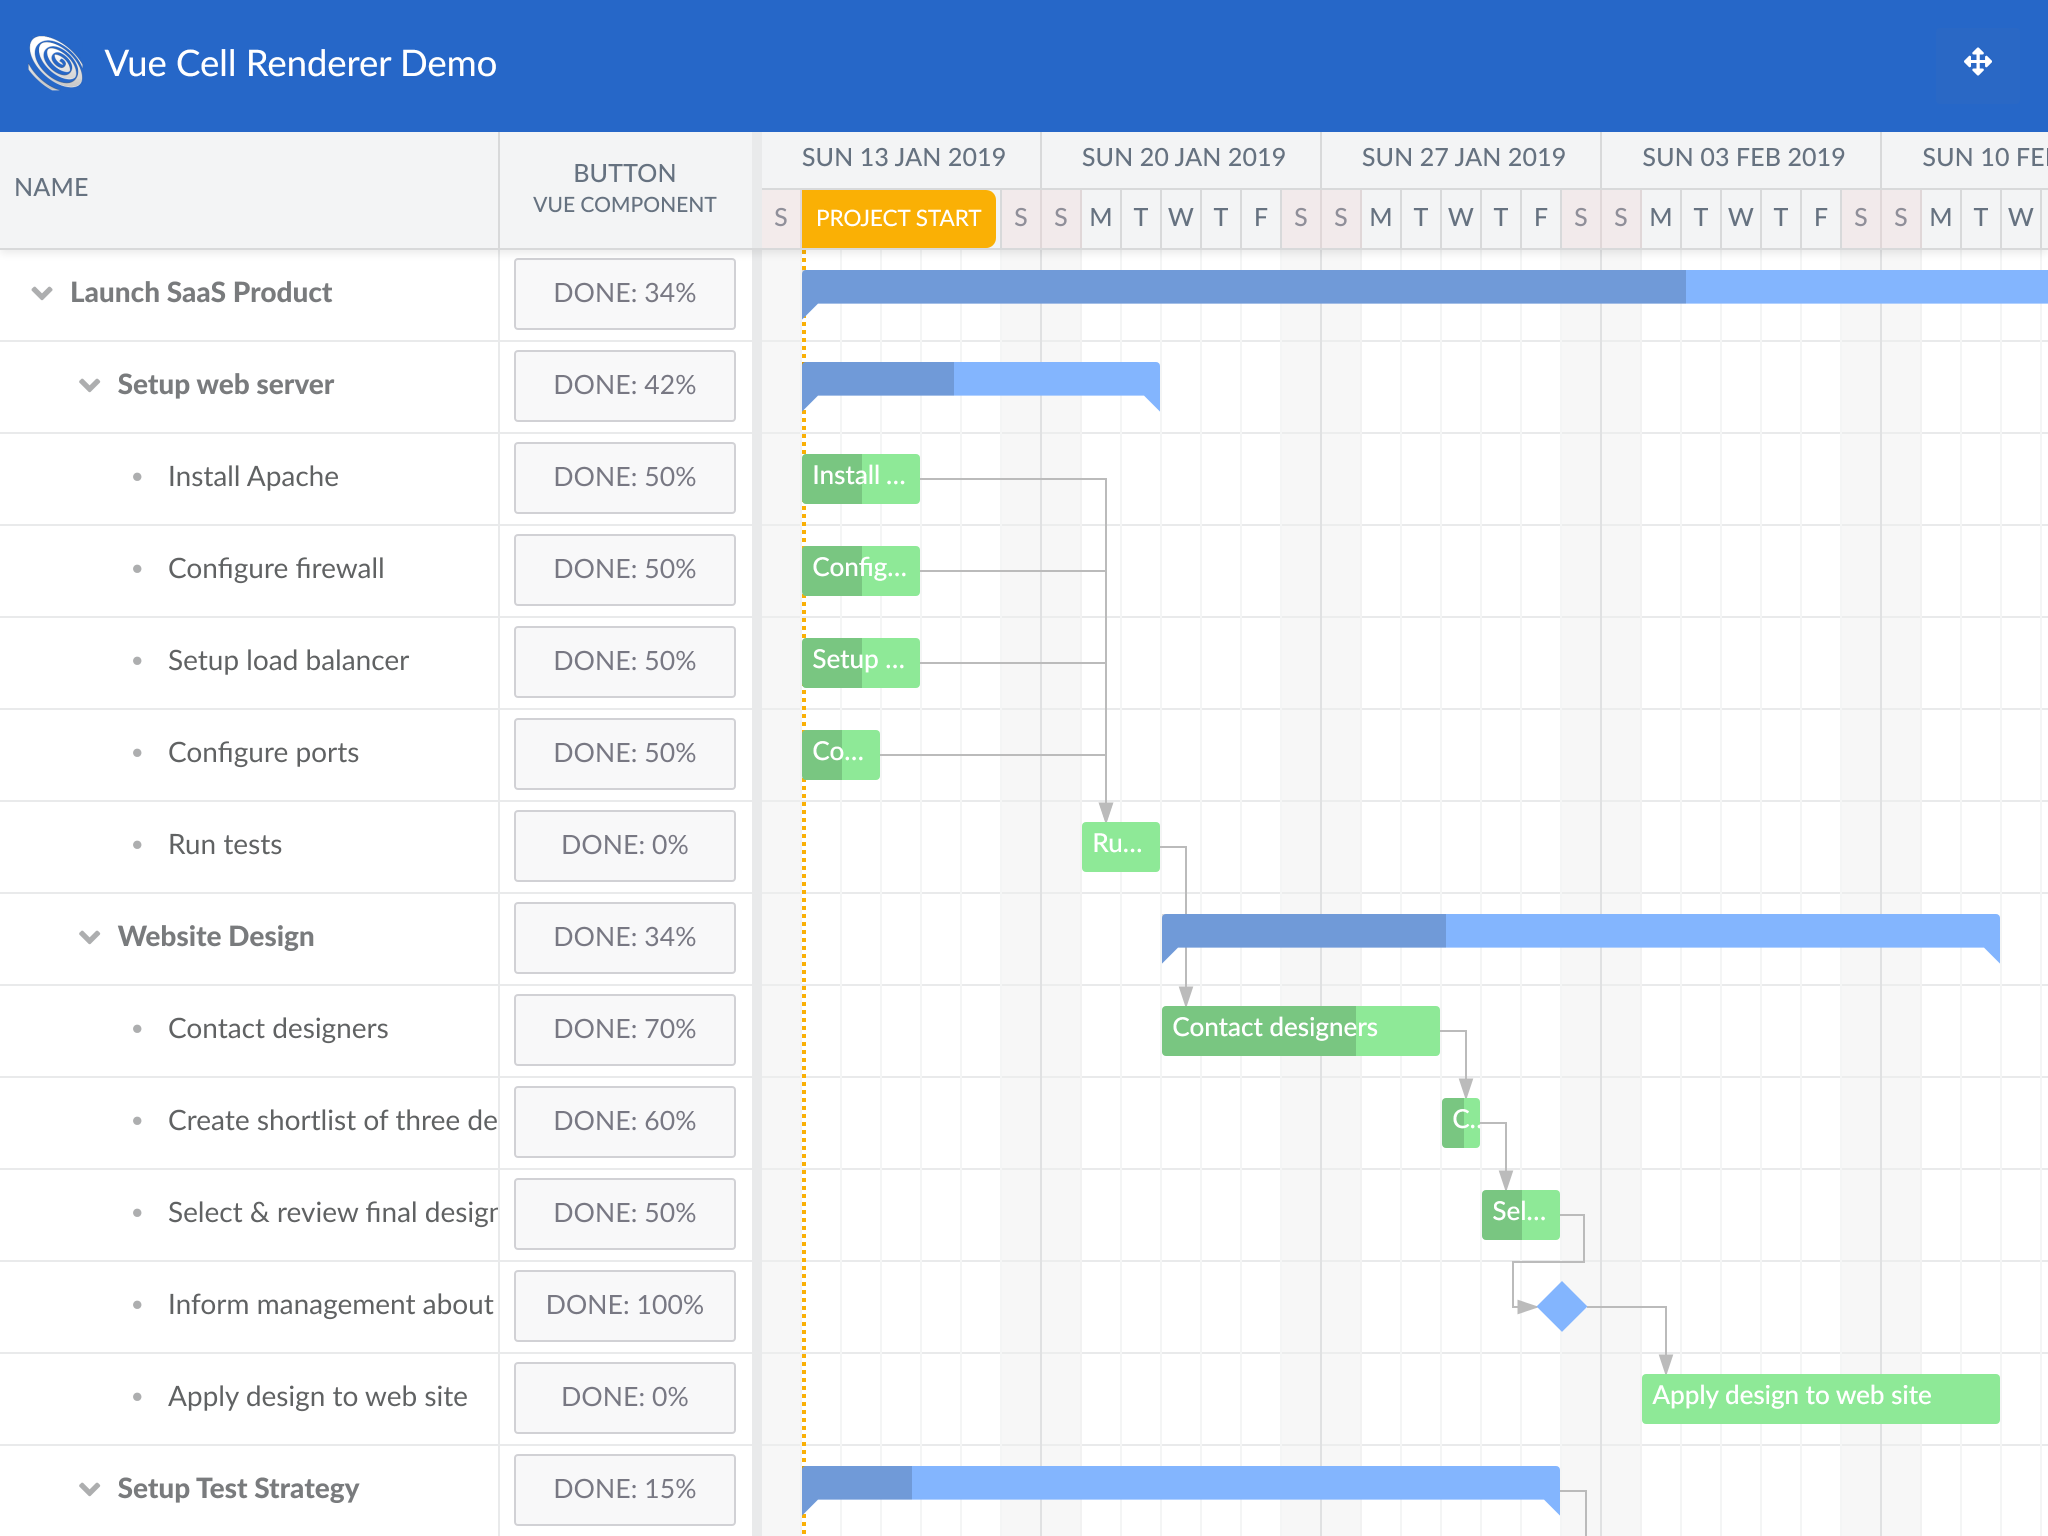 Vue Cell Renderer Demo
NAME
BUTTON
VUE COMPONENT
SUN 13 JAN 2019 SUN 20 JAN 2019 SUN 27 JAN 2019 SUN 03 FEB 2019 SUN 10 FE
S PROJECT START S S M T W T F S S M T W T F S S M T W T F S S M T W
Launch SaaS Product DONE: 34%
Setup web server DONE: 42%
Install Apache DONE: 50% Install ...
Configure firewall DONE: 50% Config...
Setup load balancer DONE: 50% Setup ...
Configure ports DONE: 50% Co...
Run tests DONE: 0% Ru...
Website Design DONE: 34%
Contact designers DONE: 70% Contact designers
Create shortlist of three de DONE: 60% C..
Select & review final design DONE: 50% Sel...
Inform management about DONE: 100%
Apply design to web site DONE: 0% Apply design to web site
Setup Test Strategy DONE: 15%